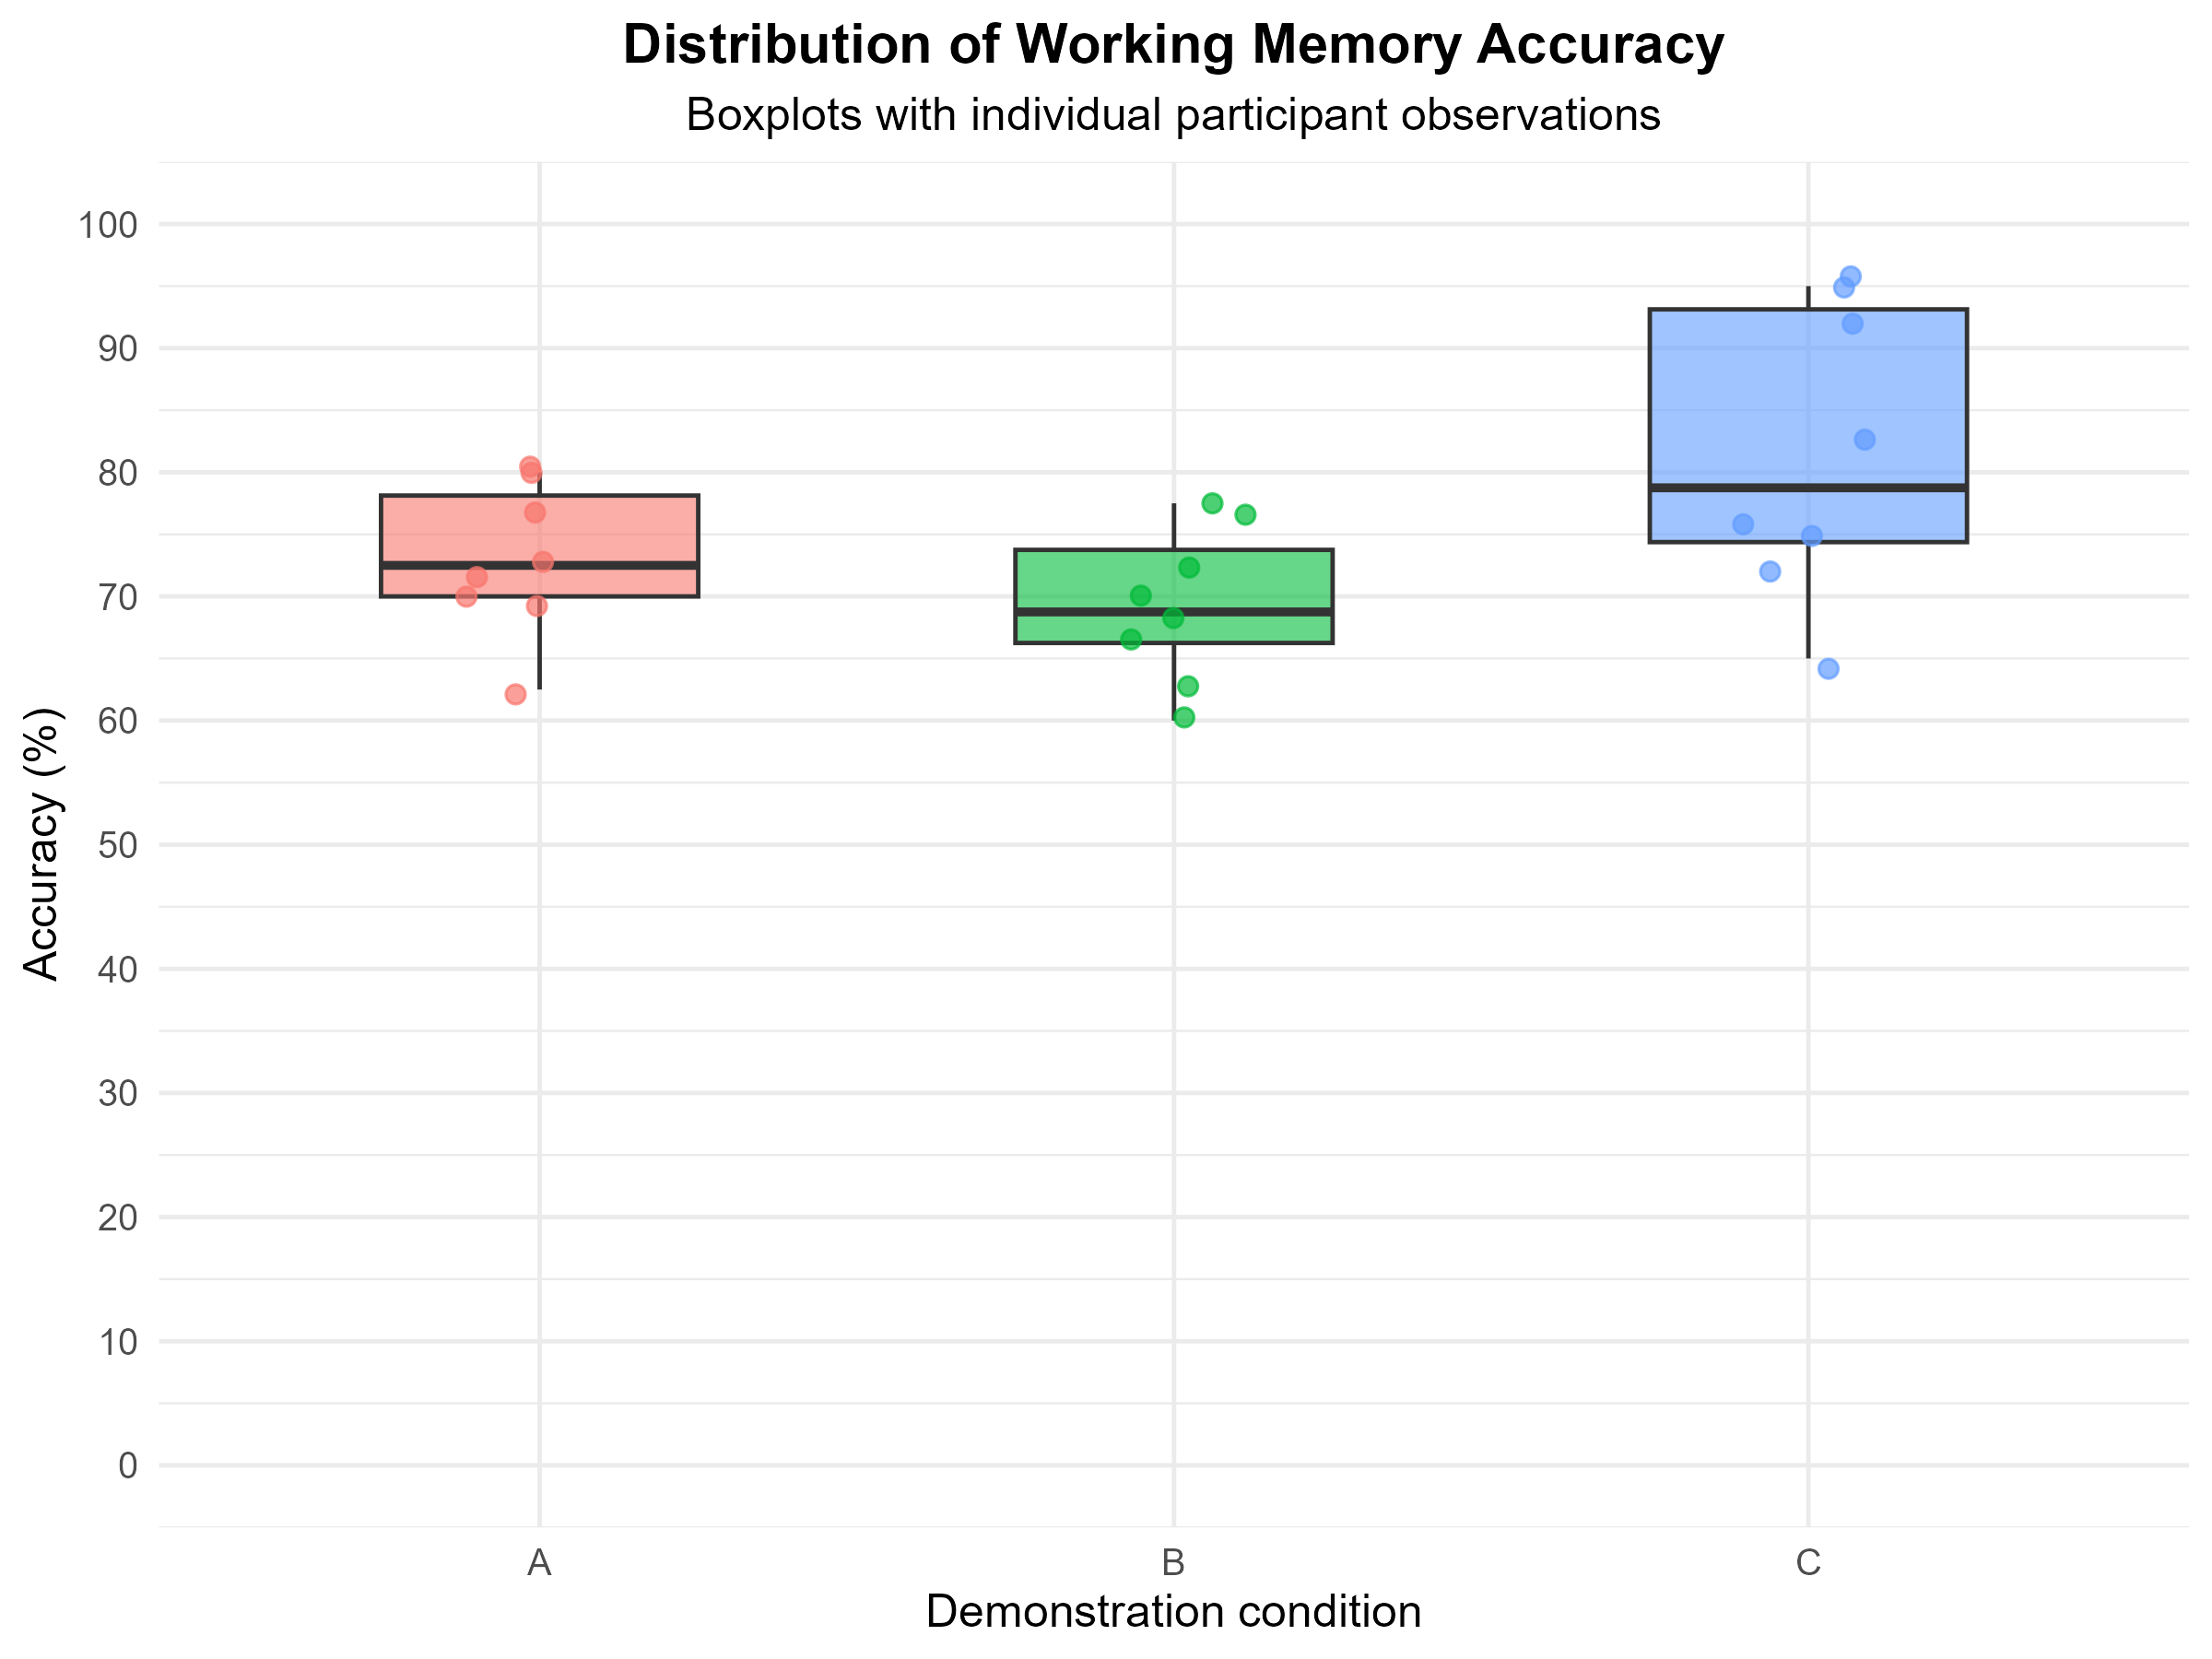 Distribution of Working Memory Accuracy
Boxplots with individual participant observations
Accuracy (%)
100
90
80
70
60
50
40
30
20
10
0
A
B
C
Demonstration condition